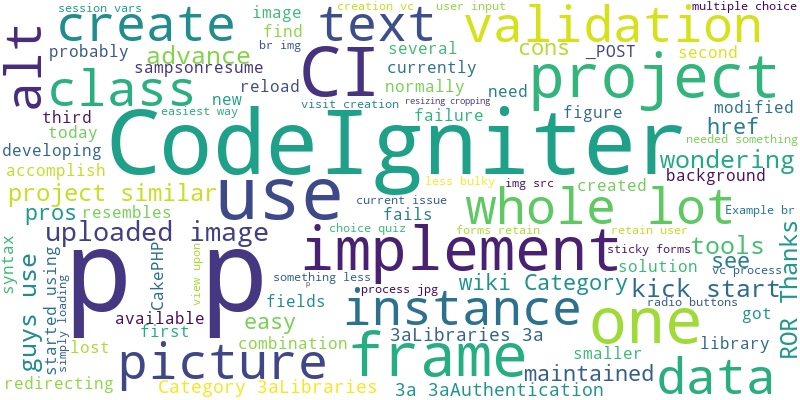 session vars
creation vc
user input
multiple choice
alt
create
image
find
text
validation
probably
advance
br img
several
cons
_POST
second
sampsonresume
CI
currently
project
class
reload
normally
need
modified
third
new
visit creation
resizing cropping
figure
href
today
easiest way
CodeIgniter
failure
needed something
developing
wondering
accomplish
use
less bulky
img src
created
background
project similar
current issue
whole lot
pros
resembles
fails
Example br
uploaded image
choice quiz
forms retain
retain user
tools
syntax
guys use
started using
simply loading
CakePHP
p p
view upon
implement
sticky forms
see
vc process
ROR Thanks
something less
solution
wiki Category
kick start
p
process jpg
radio buttons
available
fields
instance
one
got
first
easy
3aLibraries 3a
library
lost
combination
smaller
picture
frame
maintained
data
redirecting
Category 3aLibraries
3a 3aAuthentication